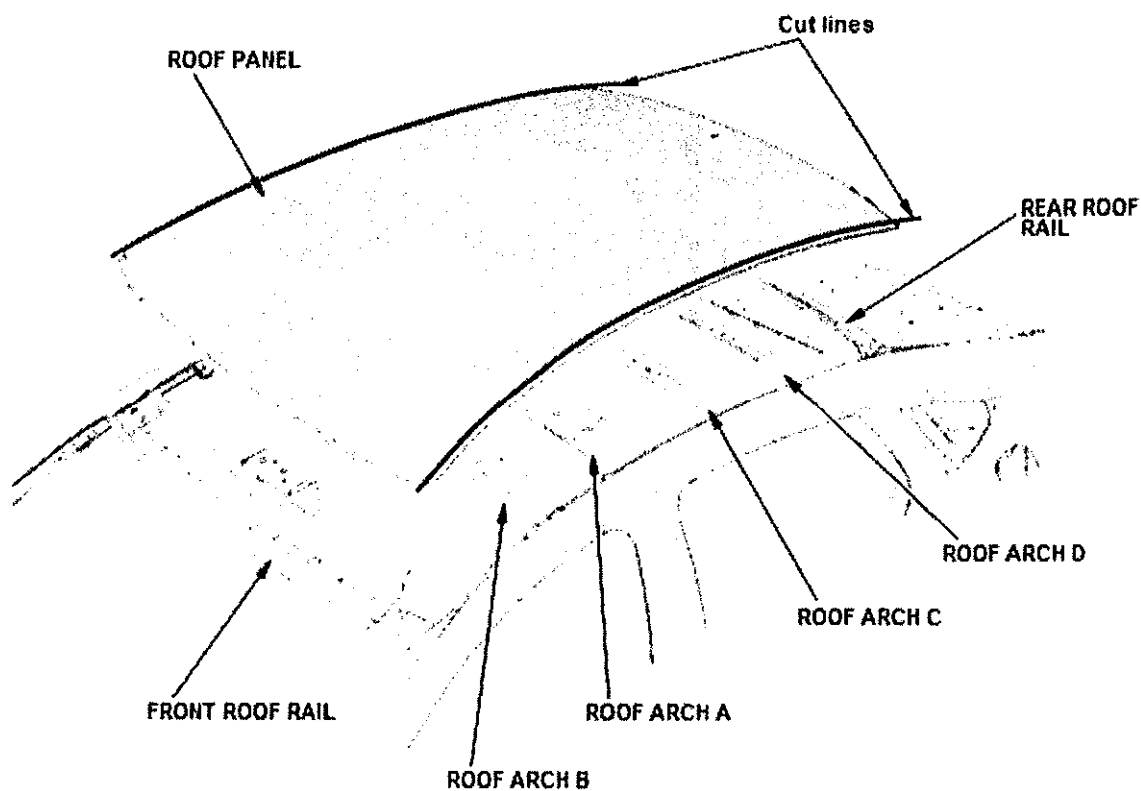 Cut lines
ROOF PANEL
REAR ROOF
RAIL
ROOF ARCH D
ROOF ARCH C
FRONT ROOF RAIL
ROOF ARCH A
ROOF ARCH B